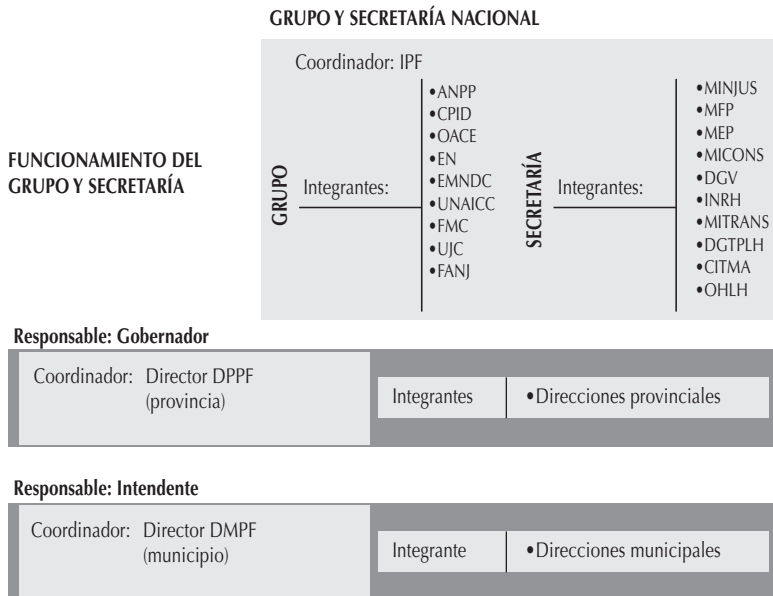 GRUPO Y SECRETARÍA NACIONAL
Coordinador: IPF
FUNCIONAMIENTO DEL
GRUPO Y SECRETARÍA
GRUPO
Integrantes:
•ANPP
•CPID
•OACE
•EN
•EMNDC
•UNAICC
•FMC
•UJC
•FANJ
SECRETARÍA
Integrantes:
•MINJUS
•MFP
•MEP
•MICONS
•DGV
•INRH
•MITRANS
•DGTPLH
•CITMA
•OHLH
Responsable: Gobernador
Coordinador: Director DPPF
(provincia)
Integrantes
•Direcciones provinciales
Responsable: Intendente
Coordinador: Director DMPF
(municipio)
Integrante
•Direcciones municipales